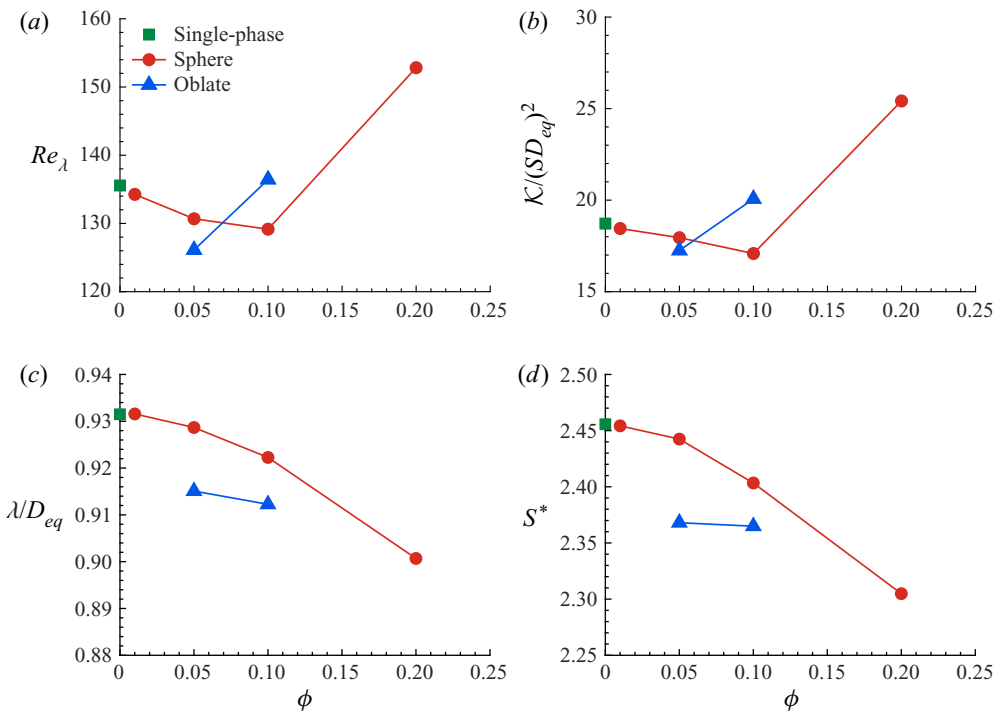 (a)
160
150
140
130
120
Re_λ
Single-phase
Sphere
Oblate
0 0.05 0.10 0.15 0.20 0.25
(b)
30
25
20
15
K/(SD_eq)^2
0 0.05 0.10 0.15 0.20 0.25
(c)
0.94
0.93
0.92
0.91
0.90
0.89
0.88
λ/D_eq
0 0.05 0.10 0.15 0.20 0.25
ϕ
(d)
2.50
2.45
2.40
2.35
2.30
2.25
S*
0 0.05 0.10 0.15 0.20 0.25
ϕ